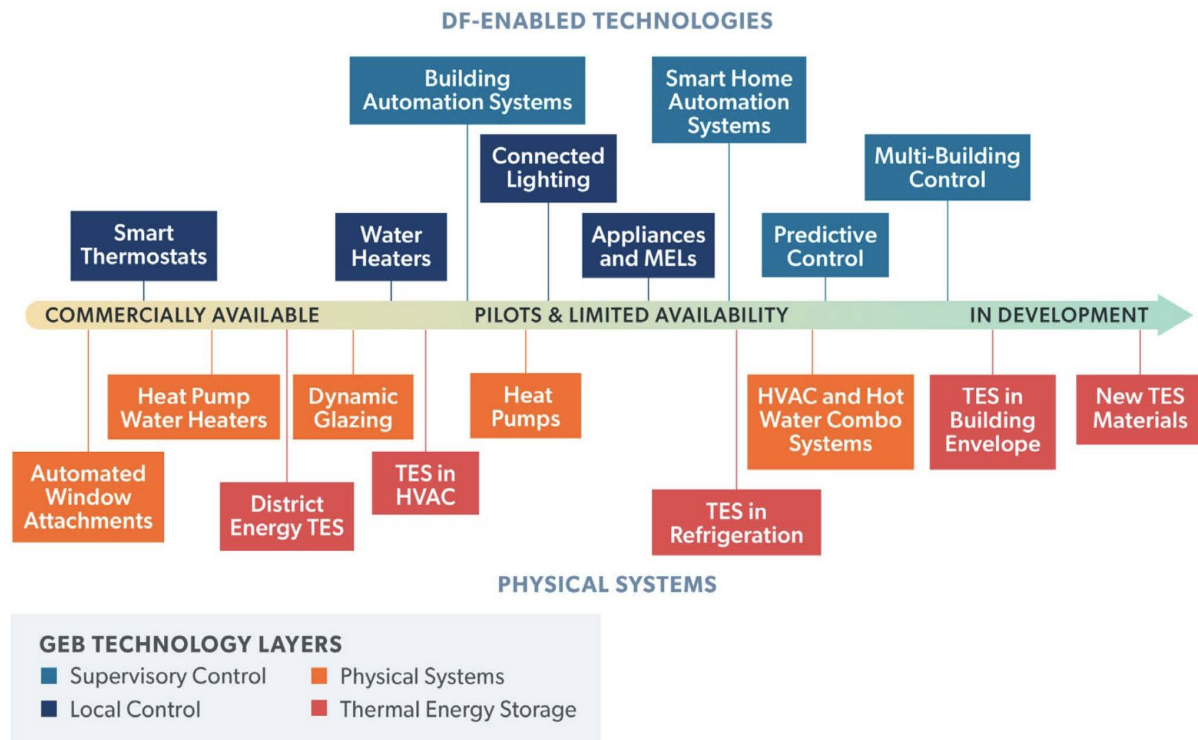 DF-ENABLED TECHNOLOGIES
Building
Automation Systems
Smart Home
Automation
Systems
Connected
Lighting
Multi-Building
Control
Smart
Thermostats
Water
Heaters
Appliances
and MELs
Predictive
Control
COMMERCIALLY AVAILABLE
PILOTS & LIMITED AVAILABILITY
IN DEVELOPMENT
Heat Pump
Water Heaters
Dynamic
Glazing
Heat
Pumps
HVAC and Hot
Water Combo
Systems
TES in
Building
Envelope
New TES
Materials
Automated
Window
Attachments
District
Energy TES
TES in
HVAC
TES in
Refrigeration
PHYSICAL SYSTEMS
GEB TECHNOLOGY LAYERS
Supervisory Control
Physical Systems
Local Control
Thermal Energy Storage